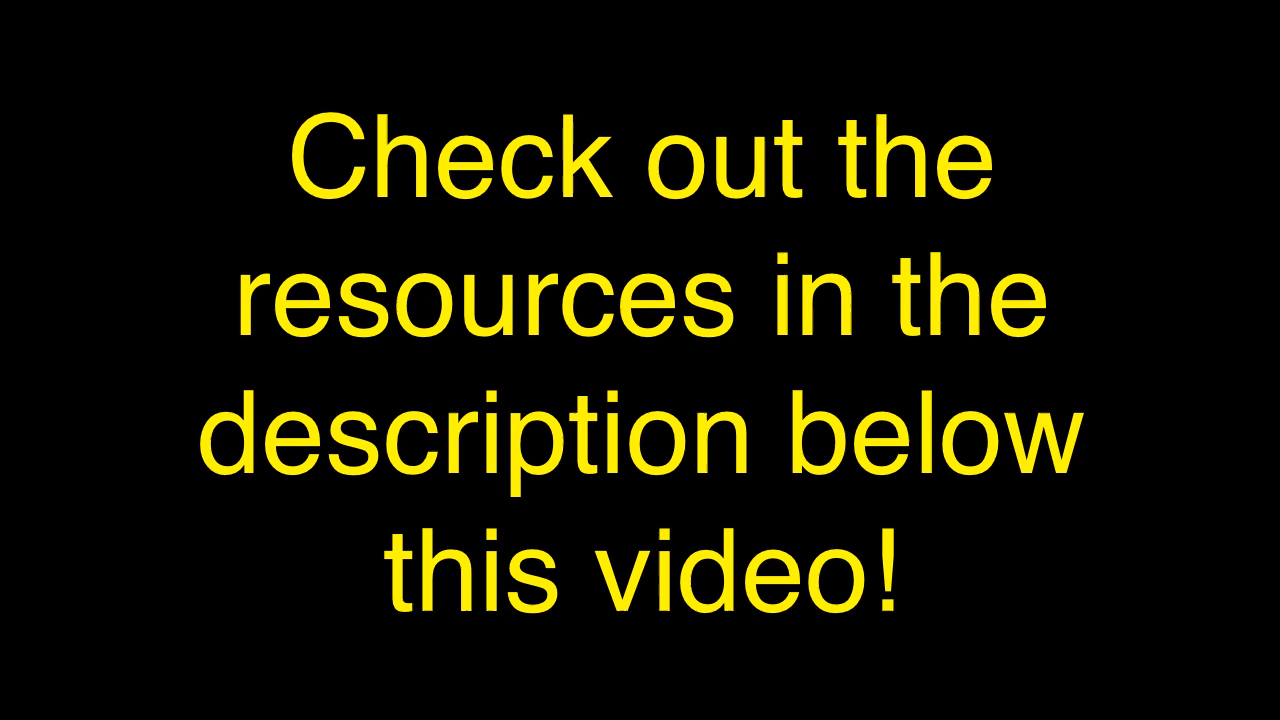 Check out the
resources in the
description below
this video!